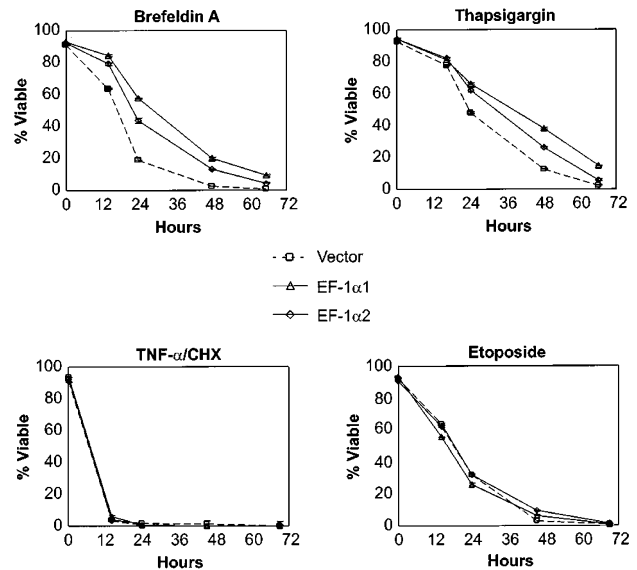 Brefeldin A
% Viable
100
80
60
40
20
0
0 12 24 36 48 60 72
Hours
Thapsigargin
% Viable
100
80
60
40
20
0
0 12 24 36 48 60 72
Hours
Vector
EF-1α1
EF-1α2
TNF-α/CHX
% Viable
100
80
60
40
20
0
0 12 24 36 48 60 72
Hours
Etoposide
% Viable
100
80
60
40
20
0
0 12 24 36 48 60 72
Hours